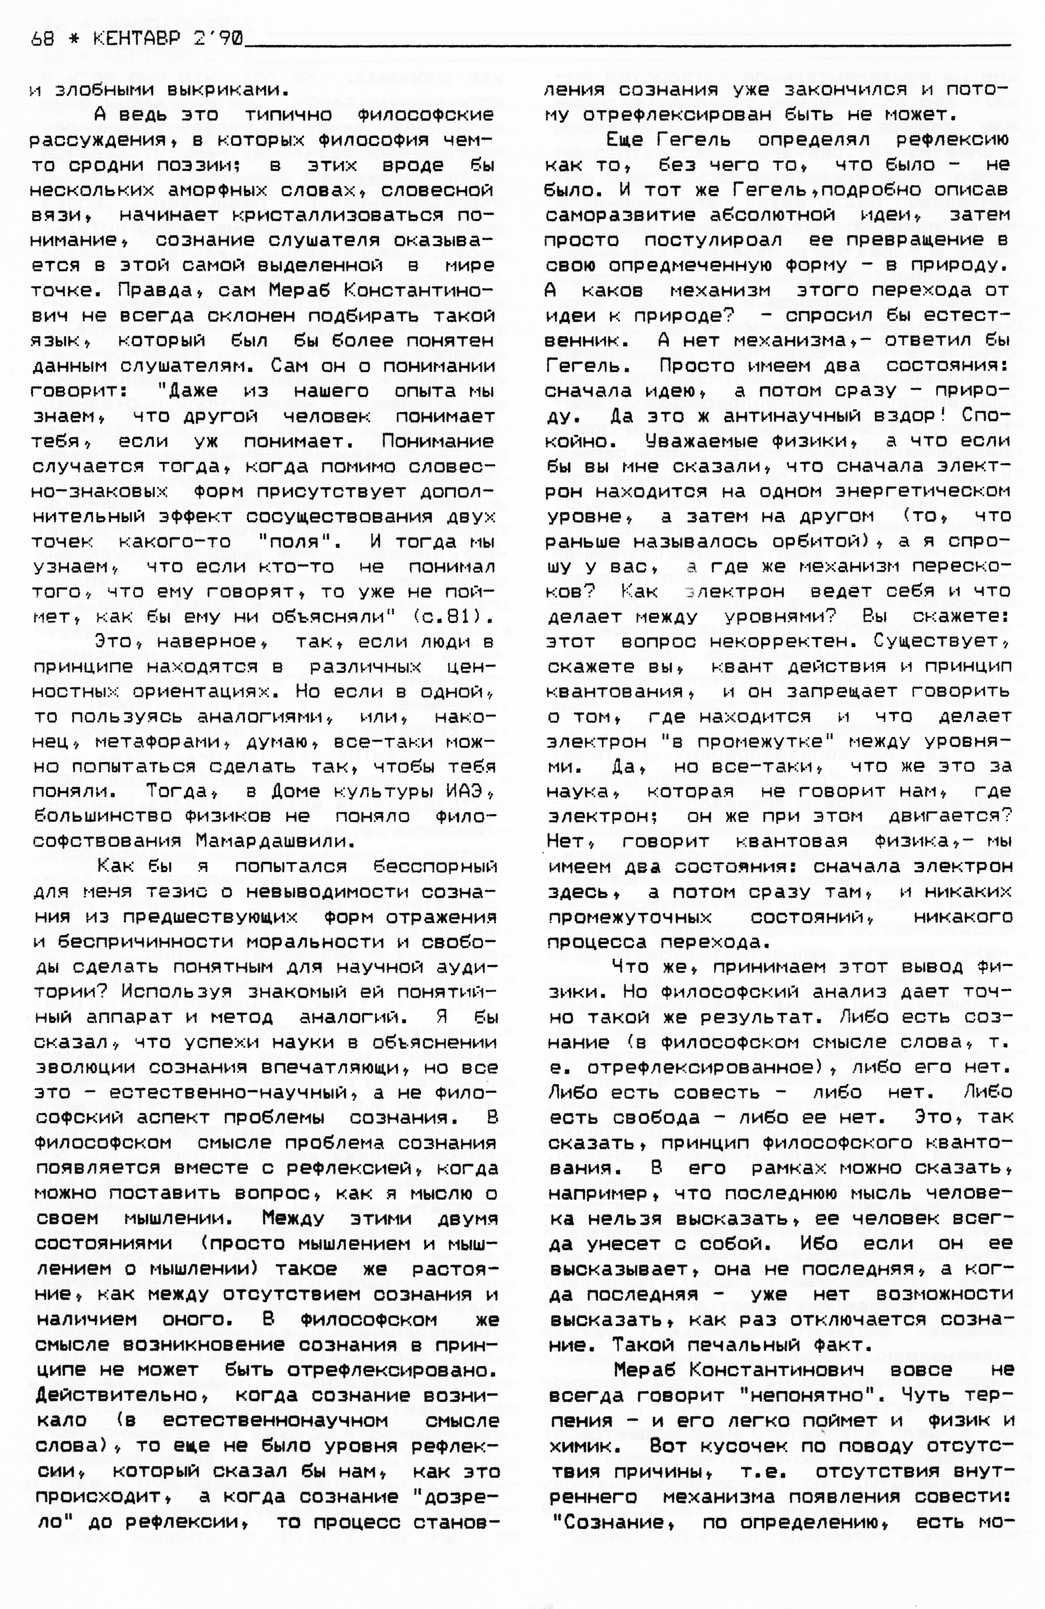 68 * КЕНТАВР 2'90
и злобными выкриками.
А ведь это типично философские
рассуждения, в которых философия чем-
то сродни поэзии; в этих вроде бы
нескольких аморфных словах, словесной
вязи, начинает кристаллизоваться по-
нимание, сознание слушателя оказыва-
ется в этой самой выделенной в мире
точке. Правда, сам Мераб Константино-
вич не всегда склонен подбирать такой
язык, который был бы более понятен
данным слушателям. Сам он о понимании
говорит: "Даже из нашего опыта мы
знаем, что другой человек понимает
тебя, если уж понимает. Понимание
случается тогда, когда помимо словес-
но-знаковых форм присутствует допол-
нительный эффект сосуществования двух
точек какого-то "поля". И тогда мы
узнаем, что если кто-то не понимал
того, что ему говорят, то уже не пой-
мет, как бы ему ни объясняли" (с.81).
Это, наверное, так, если люди в
принципе находятся в различных цен-
ностных ориентациях. Но если в одной,
то пользуясь аналогиями, или, нако-
нец, метафорами, думаю, все-таки мож-
но попытаться сделать так, чтобы тебя
поняли. Тогда, в Доме культуры ИАЭ,
большинство физиков не поняло фило-
софствования Мамардашвили.
Как бы я попытался бесспорный
для меня тезис о невыводимости созна-
ния из предшествующих форм отражения
и беспричинности моральности и свобо-
ды сделать понятным для научной ауди-
тории? Используя знакомый ей понятий-
ный аппарат и метод аналогий. Я бы
сказал, что успехи науки в объяснении
эволюции сознания впечатляющи, но все
это - естественно-научный, а не фило-
софский аспект проблемы сознания. В
философском смысле проблема сознания
появляется вместе с рефлексией, когда
можно поставить вопрос, как я мыслю о
своем мышлении. Между этими двумя
состояниями (просто мышлением и мыш-
лением о мышлении) такое же растоя-
ние, как между отсутствием сознания и
наличием оного. В философском же
смысле возникновение сознания в прин-
ципе не может быть отрефлексировано.
Действительно, когда сознание возни-
кало (в естественнонаучном смысле
слова), то еще не было уровня рефлек-
сии, который сказал бы нам, как это
происходит, а когда сознание "дозре-
ло" до рефлексии, то процесс станов-
ления сознания уже закончился и пото-
му отрефлексирован быть не может.
Еще Гегель определял рефлексию
как то, без чего то, что было - не
было. И тот же Гегель,подробно описав
саморазвитие абсолютной идеи, затем
просто постулироал ее превращение в
свою опредмеченную форму - в природу.
А каков механизм этого перехода от
идеи к природе? - спросил бы естест-
венник. А нет механизма,- ответил бы
Гегель. Просто имеем два состояния:
сначала идею, а потом сразу - приро-
ду. Да это ж антинаучный вздор! Спо-
койно. Уважаемые физики, а что если
бы вы мне сказали, что сначала элект-
рон находится на одном энергетическом
уровне, а затем на другом (то, что
раньше называлось орбитой), а я спро-
шу у вас, а где же механизм переско-
ков? Как электрон ведет себя и что
делает между уровнями? Вы скажете:
этот вопрос некорректен. Существует,
скажете вы, квант действия и принцип
квантования, и он запрещает говорить
о том, где находится и что делает
электрон "в промежутке" между уровня-
ми. Да, но все-таки, что же это за
наука, которая не говорит нам, где
электрон; он же при этом двигается?
Нет, говорит квантовая физика,- мы
имеем два состояния: сначала электрон
здесь, а потом сразу там, и никаких
промежуточных состояний, никакого
процесса перехода.
Что же, принимаем этот вывод фи-
зики. Но философский анализ дает точ-
но такой же результат. Либо есть соз-
нание (в философском смысле слова, т.
е. отрефлексированное), либо его нет.
Либо есть совесть - либо нет. Либо
есть свобода - либо ее нет. Это, так
сказать, принцип философского кванто-
вания. В его рамках можно сказать,
например, что последнюю мысль челове-
ка нельзя высказать, ее человек всег-
да унесет с собой. Ибо если он ее
высказывает, она не последняя, а ког-
да последняя - уже нет возможности
высказать, как раз отключается созна-
ние. Такой печальный факт.
Мераб Константинович вовсе не
всегда говорит "непонятно". Чуть тер-
пения - и его легко поймет и физик и
химик. Вот кусочек по поводу отсутс-
твия причины, т.е. отсутствия внут-
реннего механизма появления совести:
"Сознание, по определению, есть мо-